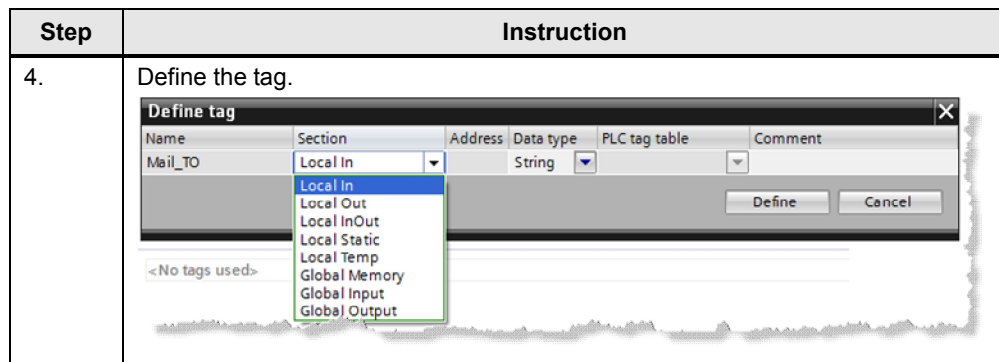 Step Instruction
4. Define the tag.
Define tag
Name Section Address Data type PLC tag table Comment
Mail_TO Local In String
Local In
Local Out
Define Cancel
Local InOut
Local Static
Local Temp
<No tags used>
Global Memory
Global Input
Global Output